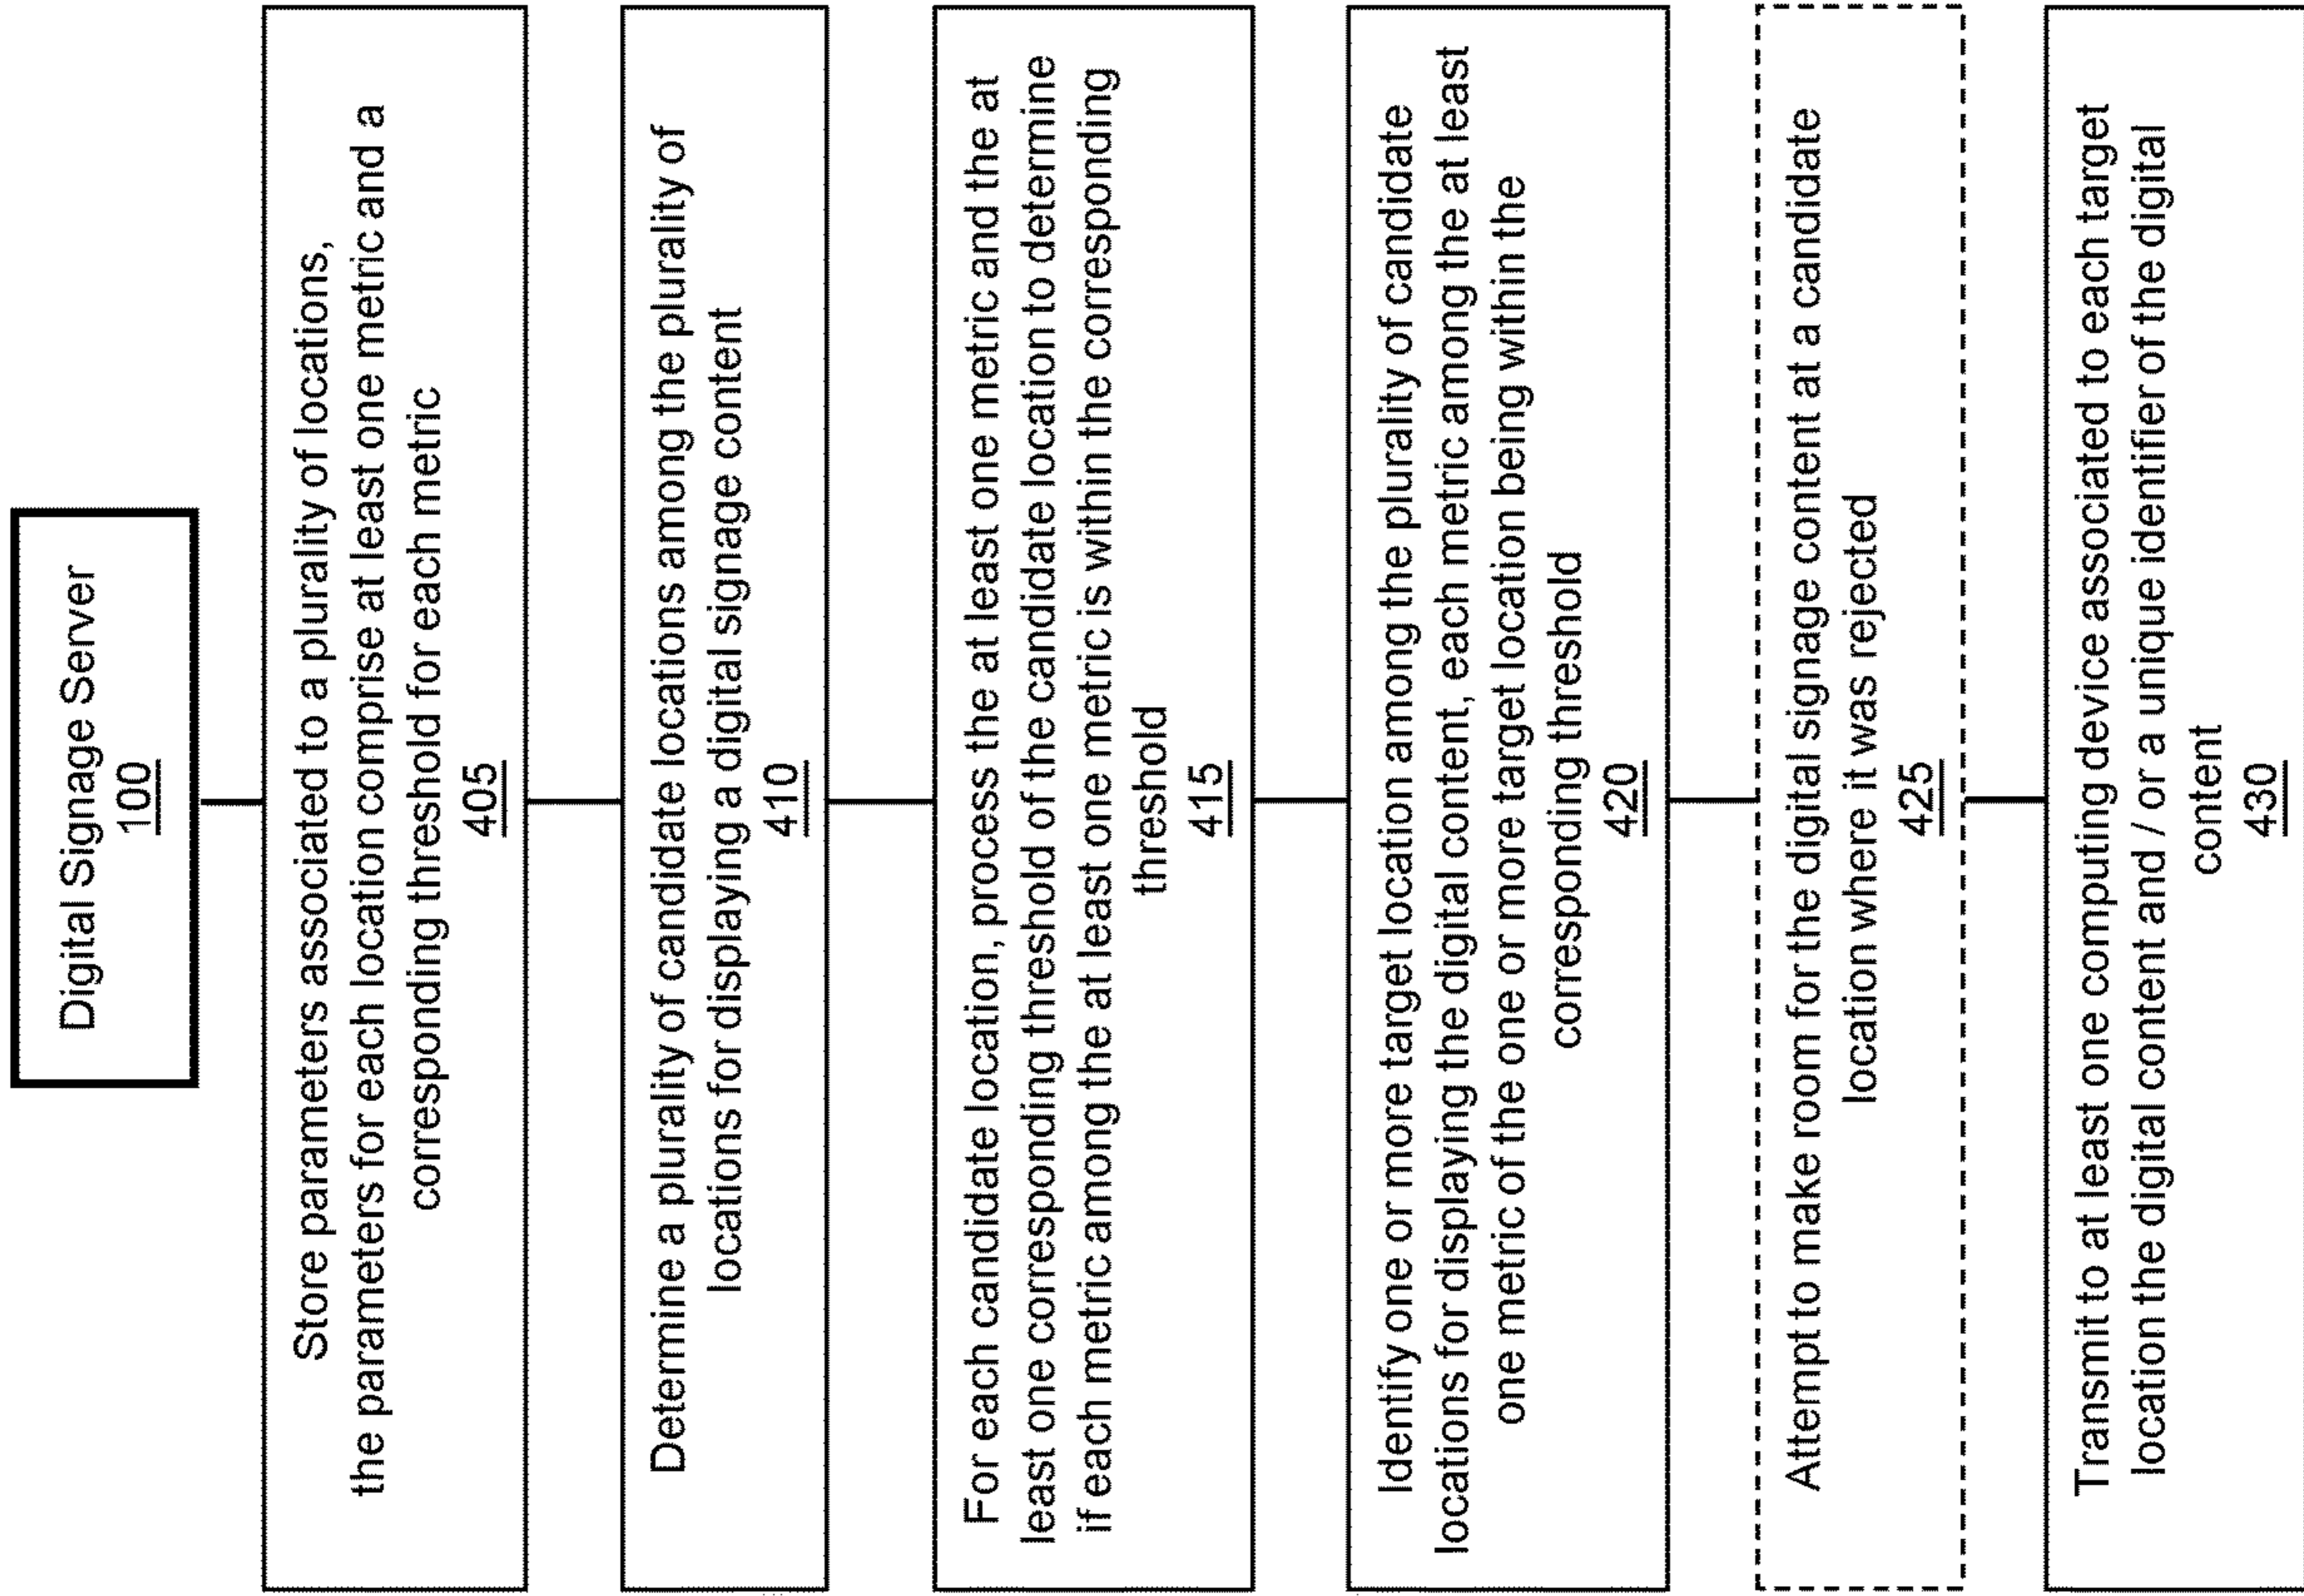 Digital Signage Server
100
Store parameters associated to a plurality of locations,
the parameters for each location comprise at least one metric and a
corresponding threshold for each metric
405
Determine a plurality of candidate locations among the plurality of
locations for displaying a digital signage content
410
For each candidate location, process the at least one metric and the at
least one corresponding threshold of the candidate location to determine
if each metric among the at least one metric is within the corresponding
threshold
415
Identify one or more target location among the plurality of candidate
locations for displaying the digital content, each metric among the at least
one metric of the one or more target location being within the
corresponding threshold
420
Attempt to make room for the digital signage content at a candidate
location where it was rejected
425
Transmit to at least one computing device associated to each target
location the digital content and / or a unique identifier of the digital
content
430